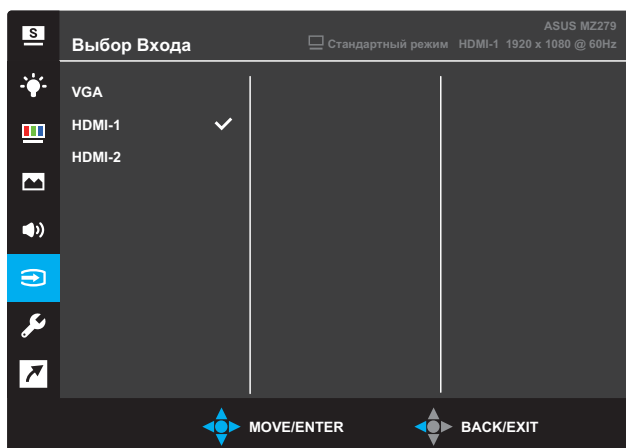 S
ASUS MZ279
Выбор Входа
Стандартный режим HDMI-1 1920 x 1080 @ 60Hz
VGA
HDMI-1
HDMI-2
MOVE/ENTER
BACK/EXIT